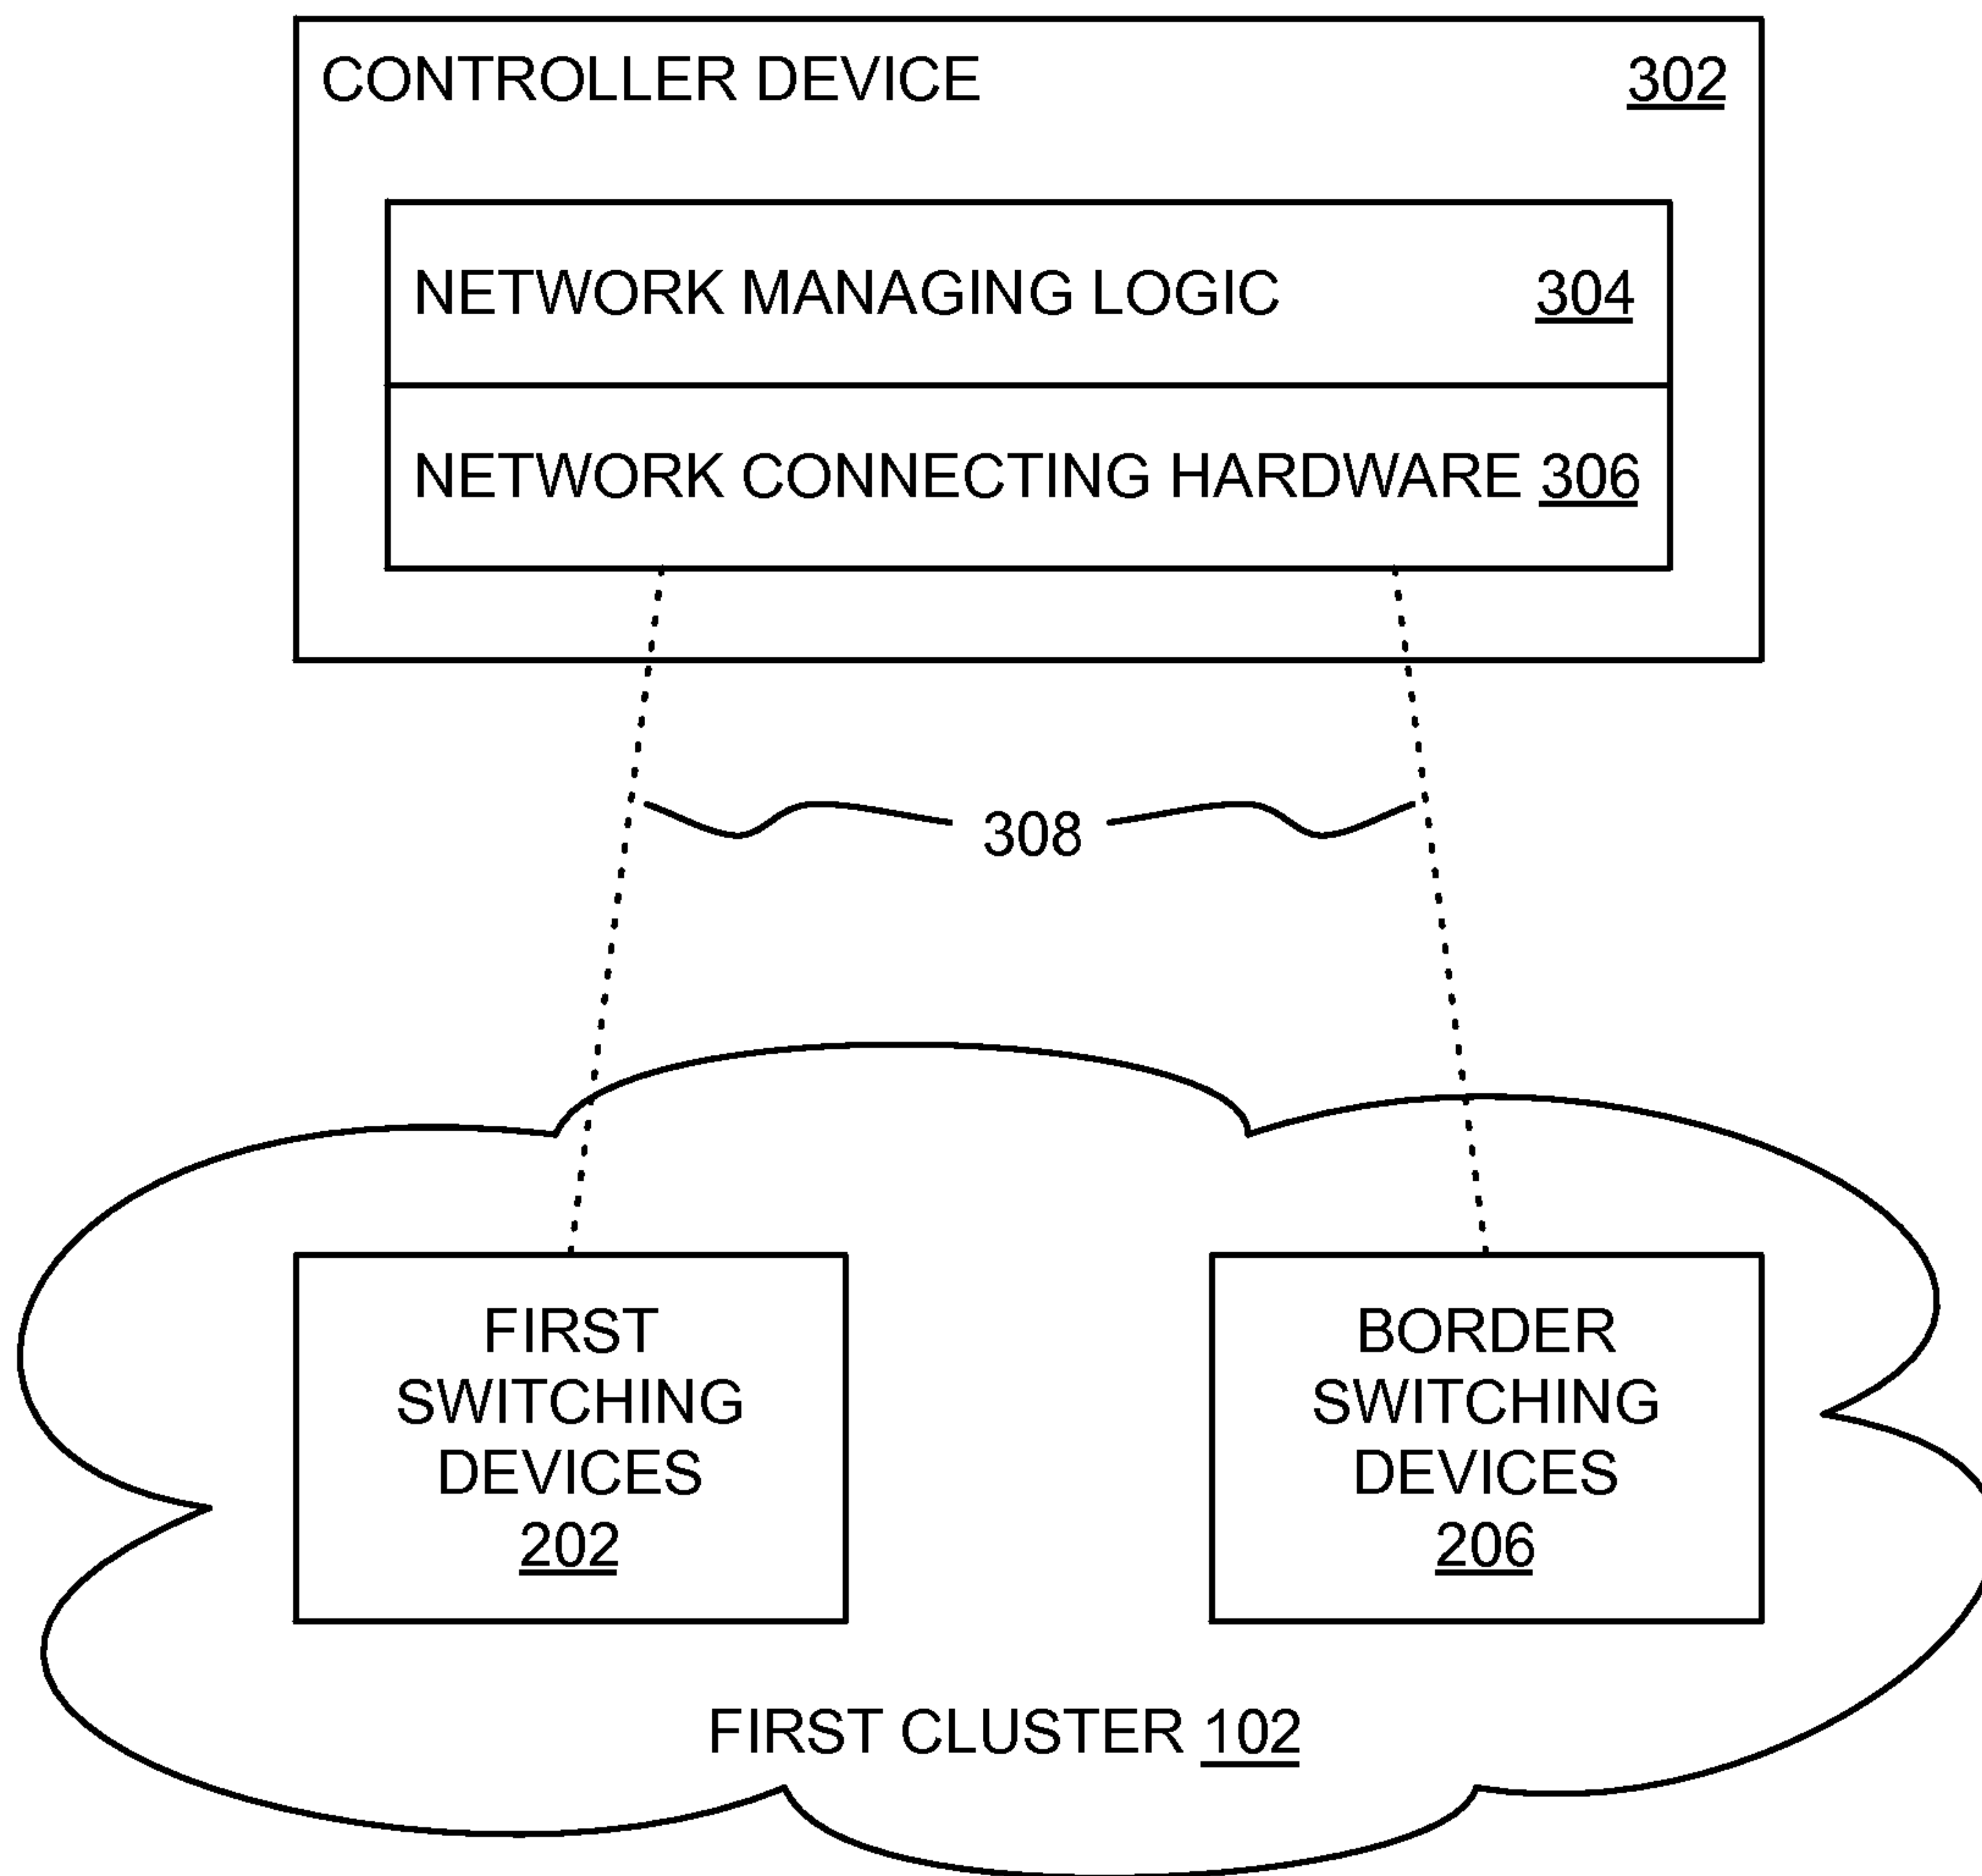 CONTROLLER DEVICE 302
NETWORK MANAGING LOGIC 304
NETWORK CONNECTING HARDWARE 306
308
FIRST
SWITCHING
DEVICES
202
BORDER
SWITCHING
DEVICES
206
FIRST CLUSTER 102